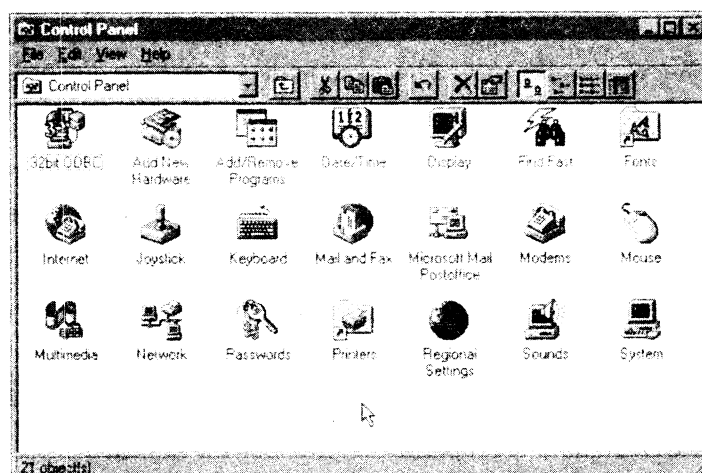 Control Panel
File Edit View Help
Control Panel
32bit ODBC Add New Hardware Add/Remove Programs Date/Time Display Find Fast Fonts
Internet Joystick Keyboard Mail and Fax Microsoft Mail Postoffice Modems Mouse
Multimedia Network Passwords Printers Regional Settings Sounds System
21 object(s)